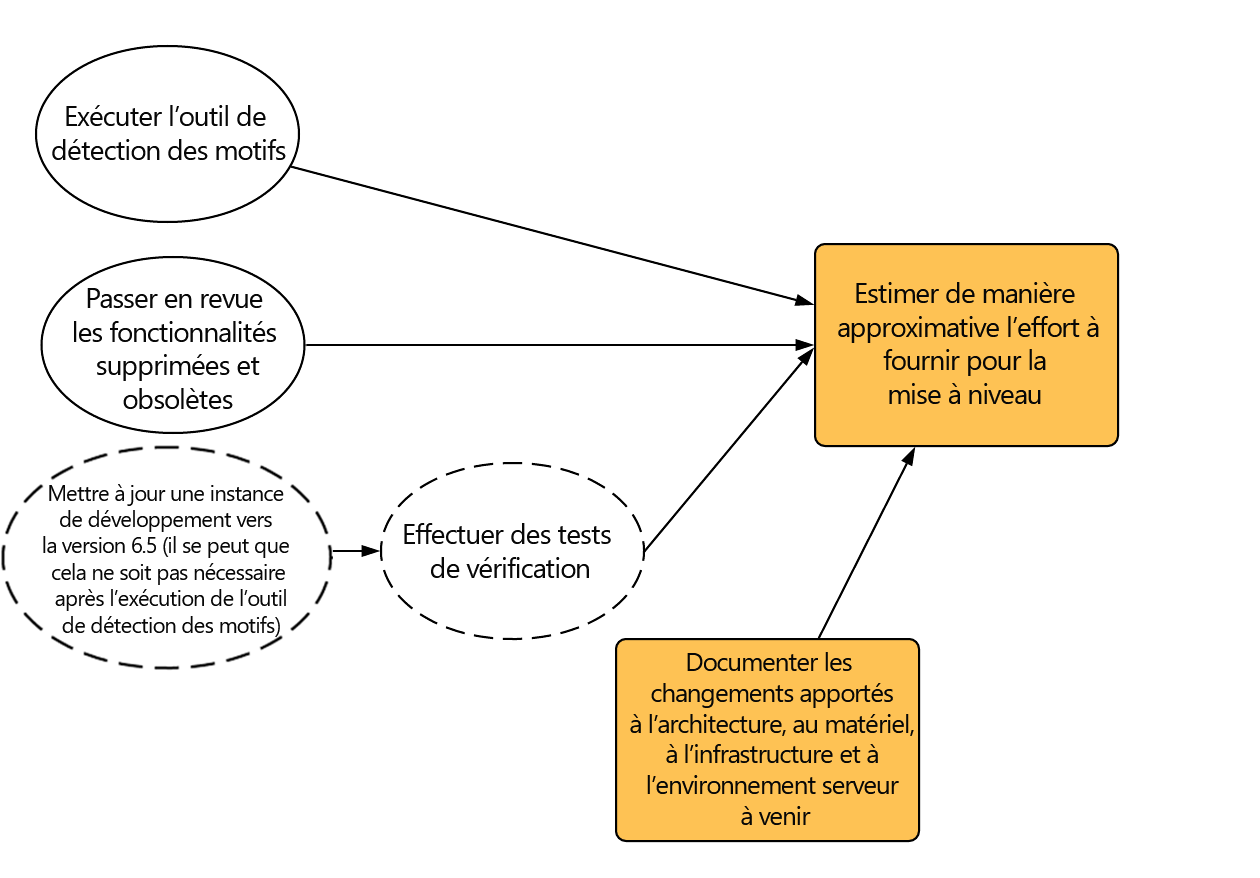 Exécuter l'outil de
détection des motifs
Passer en revue
les fonctionnalités
supprimées et
obsolètes
Estimer de manière
approximative l'effort à
fournir pour la
mise à niveau
Mettre à jour une instance
de développement vers
la version 6.5 (il se peut que
cela ne soit pas nécessaire
après l'exécution de l'outil
de détection des motifs)
Effectuer des tests
de vérification
Documenter les
changements apportés
à l'architecture, au matériel,
à l'infrastructure et à
l'environnement serveur
à venir